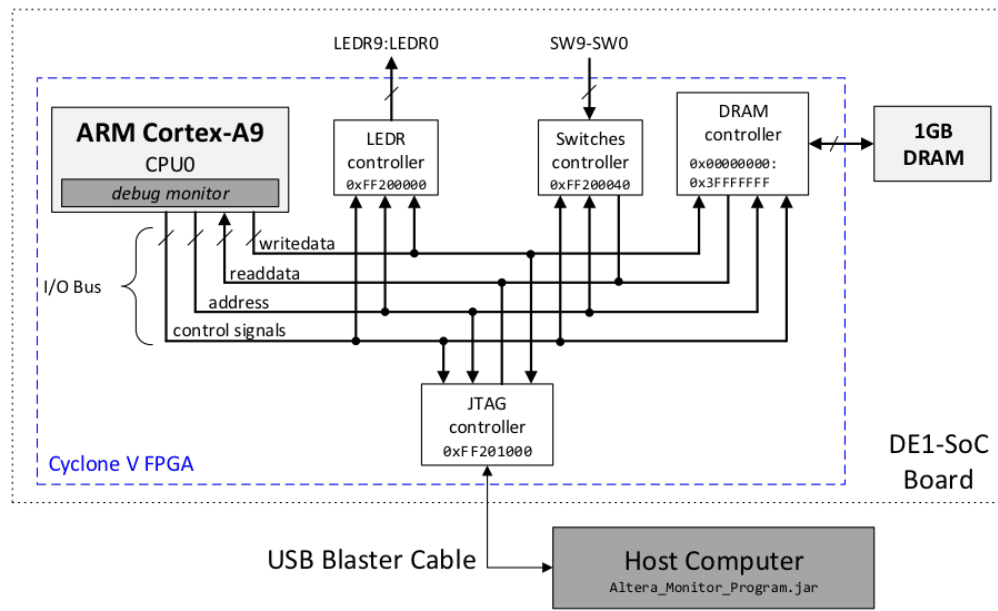 LEDR9:LEDR0
SW9-SW0
ARM Cortex-A9
CPU0
debug monitor
LEDR
controller
0xFF200000
Switches
controller
0xFF200040
DRAM
controller
0x00000000:
0x3FFFFFFF
1GB
DRAM
I/O Bus
writedata
readdata
address
control signals
JTAG
controller
0xFF201000
Cyclone V FPGA
DE1-SoC
Board
USB Blaster Cable
Host Computer
Altera_Monitor_Program.jar